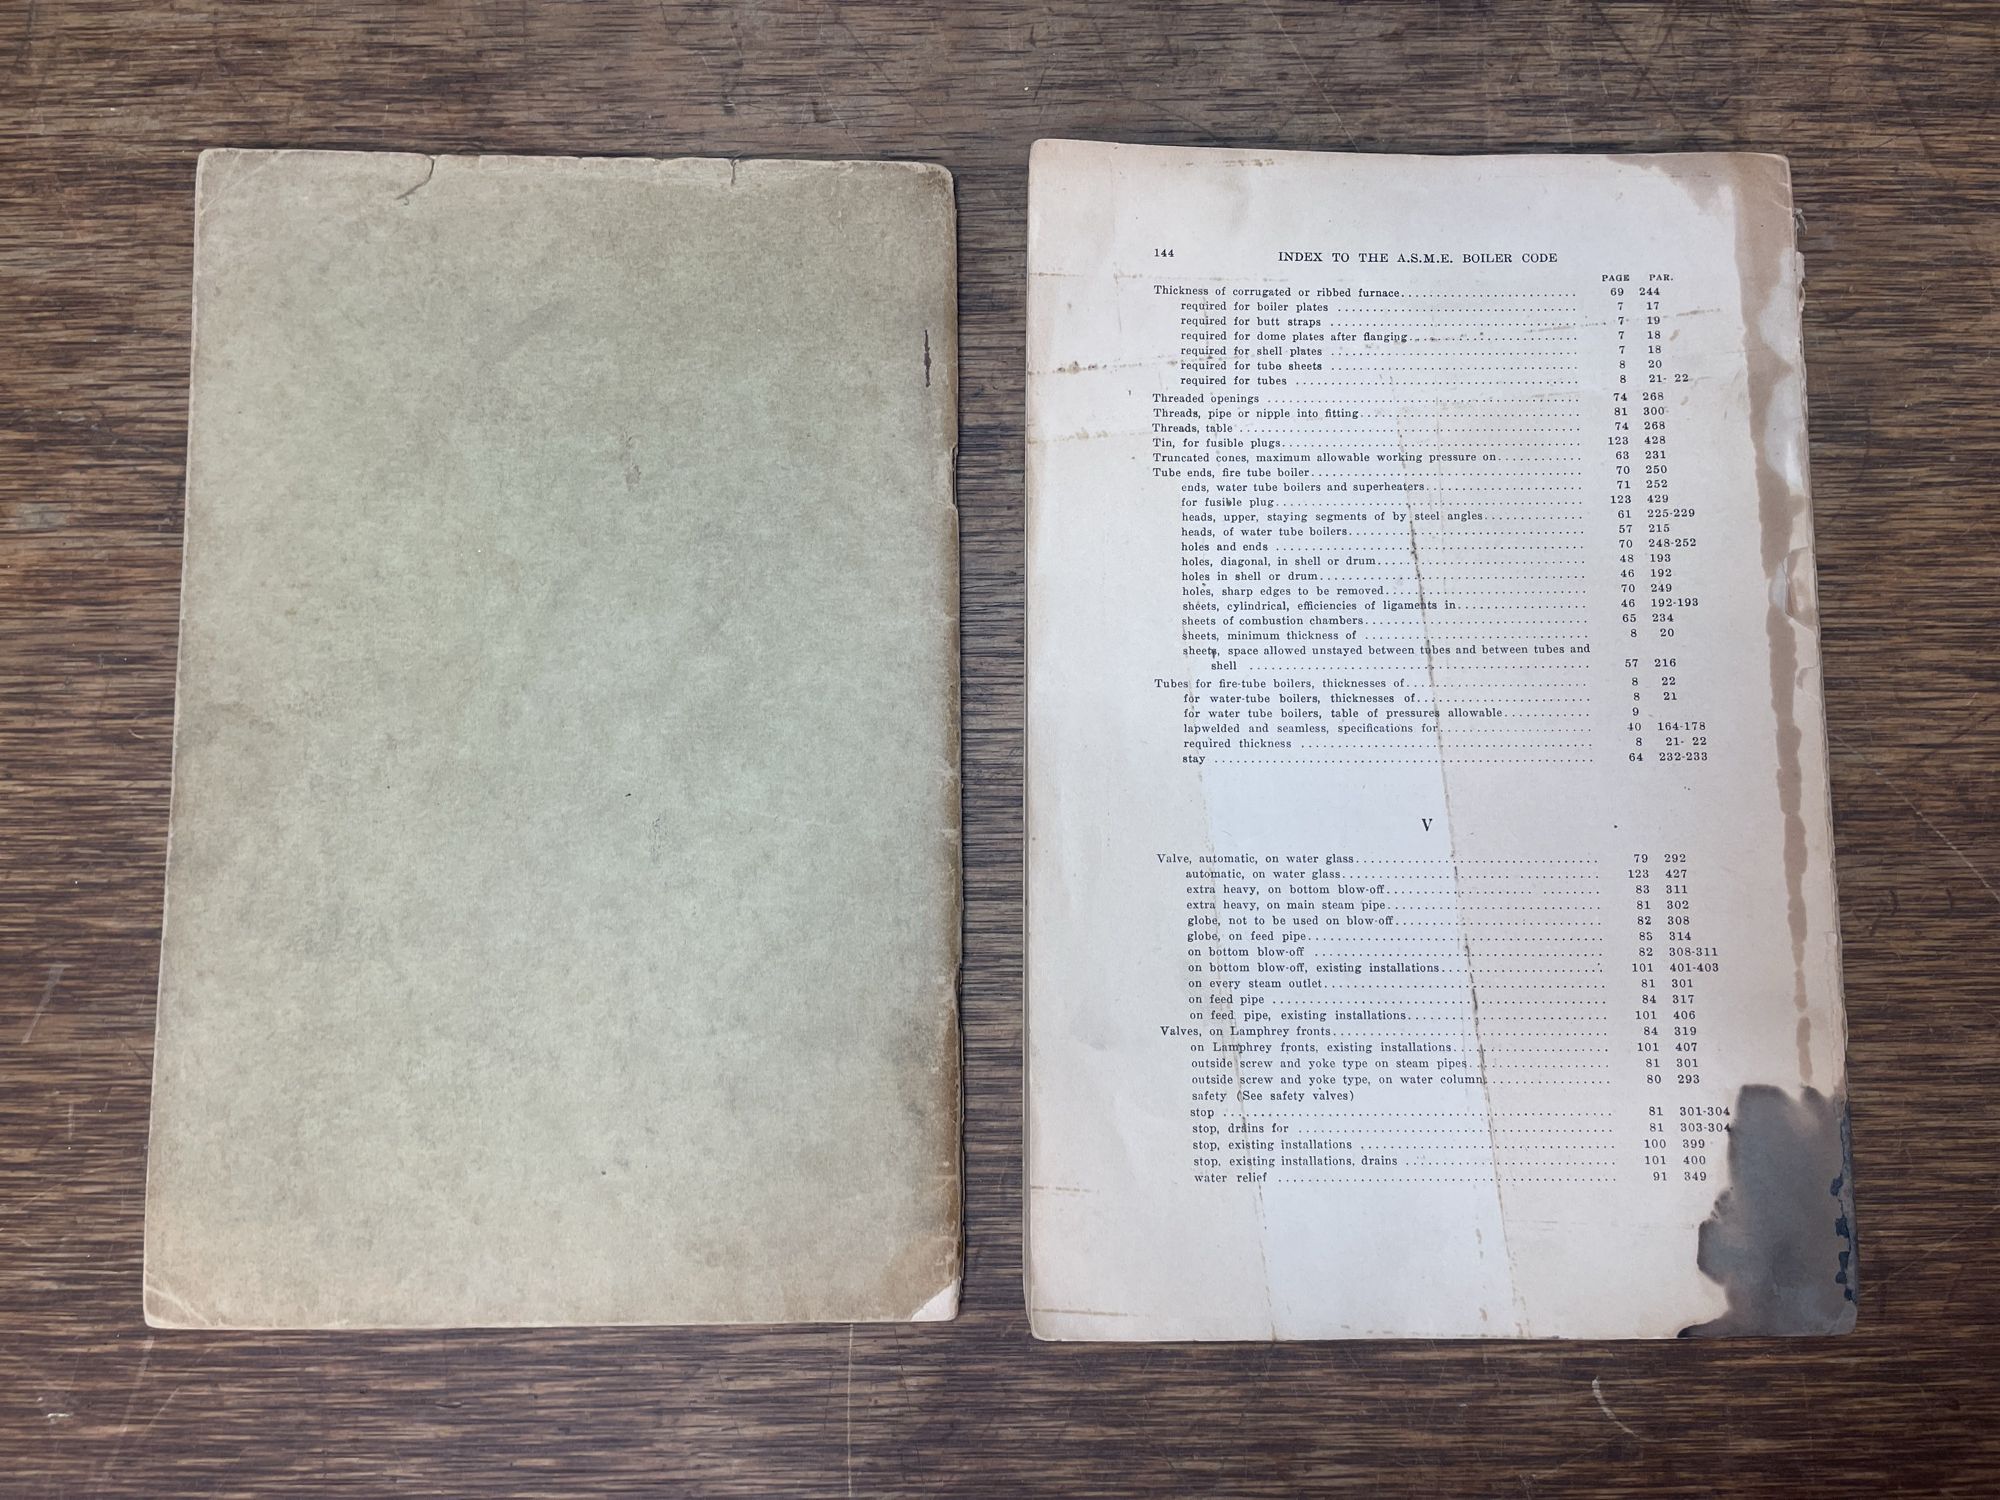 144 INDEX TO THE A.S.M.E. BOILER CODE
PAGE PAR.
Thickness of corrugated or ribbed furnace.......................... 69 244
required for boiler plates .................................. 7 17
required for butt straps .................................. 7 19
required for dome plates after flanging........................ 7 18
required for shell plates .................................. 7 18
required for tube sheets .................................. 8 20
required for tubes ....................................... 8 21- 22
Threaded openings ........................................... 74 268
Threads, pipe or nipple into fitting............................... 81 300
Threads, table ............................................... 74 268
Tin, for fusible plugs......................................... 123 428
Truncated cones, maximum allowable working pressure on............ 63 231
Tube ends, fire tube boiler..................................... 70 250
ends, water tube boilers and superheaters...................... 71 252
for fusible plug.......................................... 123 429
heads, upper, staying segments of by steel angles.............. 61 225-229
heads, of water tube boilers................................. 57 215
holes and ends ........................................... 70 248-252
holes, diagonal, in shell or drum............................. 48 193
holes in shell or drum..................................... 46 192
holes, sharp edges to be removed............................ 70 249
sheets, cylindrical, efficiencies of ligaments in.................. 46 192-193
sheets of combustion chambers............................... 65 234
sheets, minimum thickness of ............................... 8 20
sheets, space allowed unstayed between tubes and between tubes and
shell ............................................... 57 216
Tubes for fire-tube boilers, thicknesses of......................... 8 22
for water-tube boilers, thicknesses of........................ 8 21
for water tube boilers, table of pressures allowable............ 9
lapwelded and seamless, specifications for..................... 40 164-178
required thickness ........................................ 8 21- 22
stay .................................................... 64 232-233
V
Valve, automatic, on water glass................................. 79 292
automatic, on water glass................................... 123 427
extra heavy, on bottom blow-off.............................. 83 311
extra heavy, on main steam pipe.............................. 81 302
globe, not to be used on blow-off............................ 82 308
globe, on feed pipe........................................ 83 314
on bottom blow-off ....................................... 82 308-311
on bottom blow-off, existing installations...................... 101 401-403
on every steam outlet...................................... 81 301
on feed pipe ............................................. 84 317
on feed pipe, existing installations........................... 101 406
Valves, on Lamphrey fronts..................................... 84 319
on Lamphrey fronts, existing installations..................... 101 407
outside screw and yoke type on steam pipes................... 81 301
outside screw and yoke type, on water column................. 80 293
safety (See safety valves)
stop .................................................... 81 301-304
stop, drains for .......................................... 81 303-304
stop, existing installations .................................. 100 399
stop, existing installations, drains ............................ 101 400
water relief .............................................. 91 349